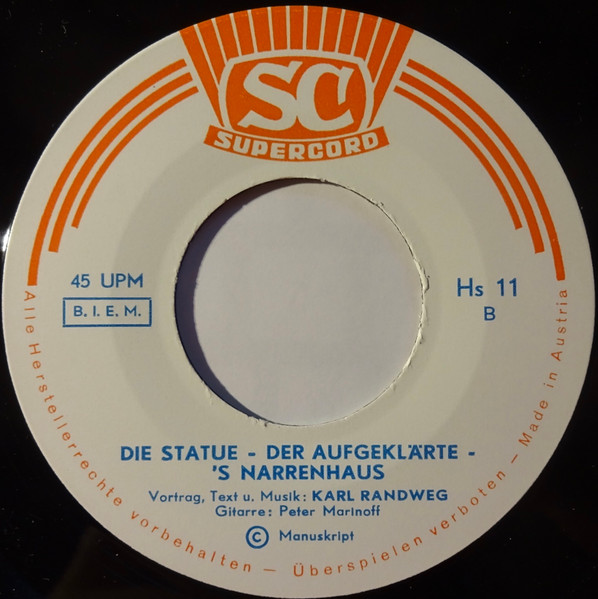 SC
SUPERCORD
45 UPM
B. I. E. M.
Hs 11
B
DIE STATUE - DER AUFGEKLÄRTE -
'S NARRENHAUS
Vortrag, Text u. Musik: KARL RANDWEG
Gitarre: Peter Marinoff
© Manuskript
Alle Herstellerrechte vorbehalten — Überspielen verboten — Made in Austria